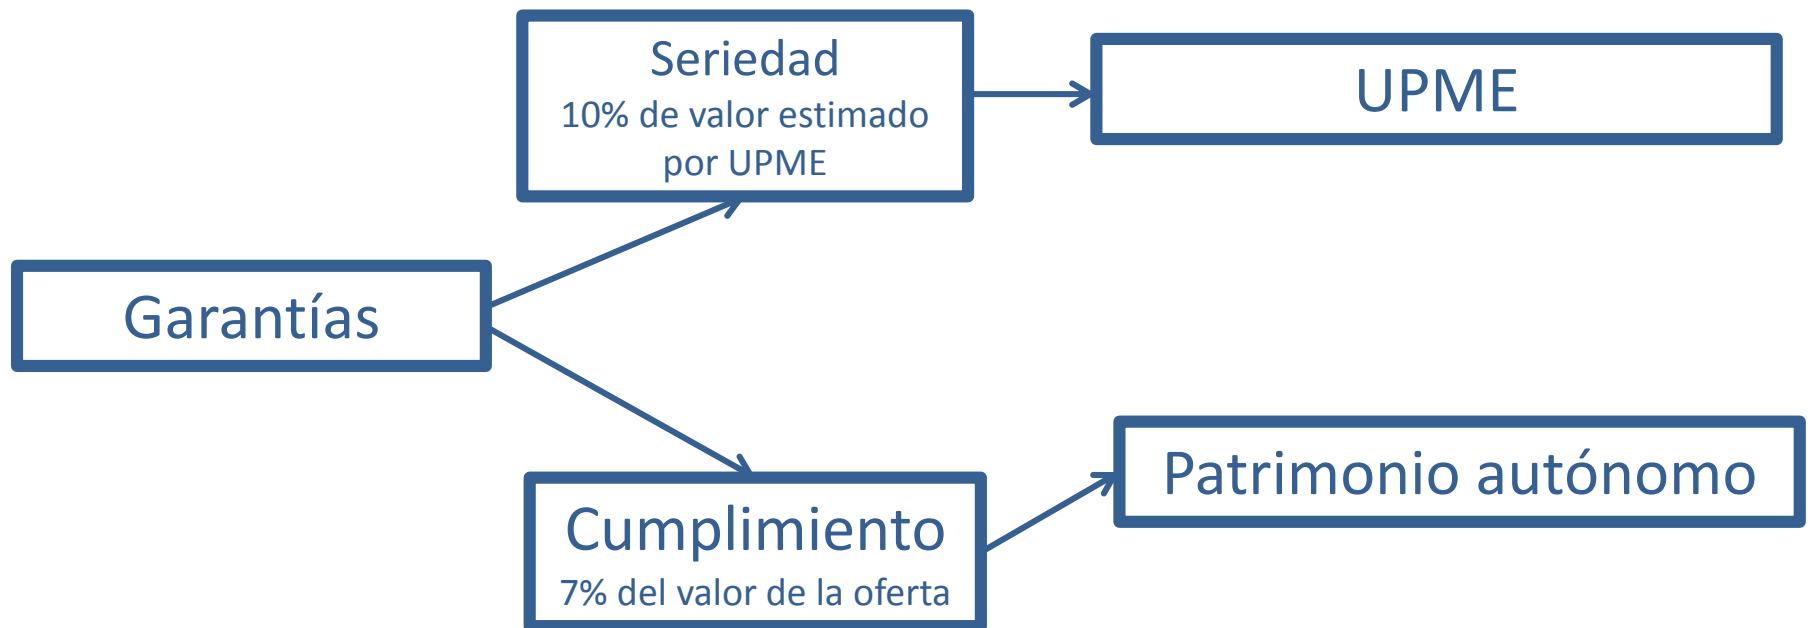 Seriedad
10% de valor estimado
por UPME
UPME
Garantías
Patrimonio autónomo
Cumplimiento
7% del valor de la oferta